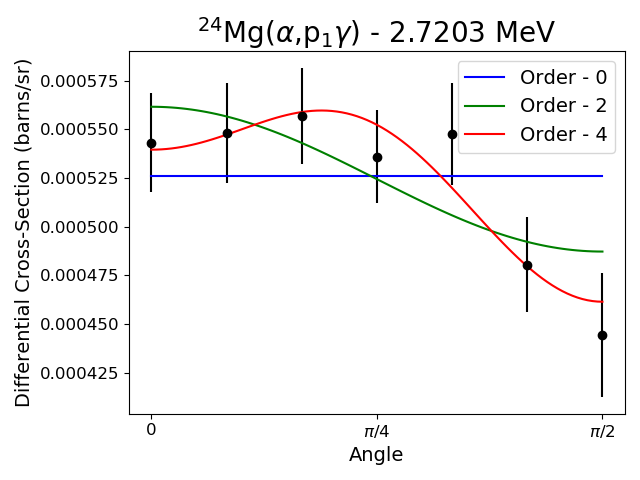 ²⁴Mg(α,p₁γ) - 2.7203 MeV
Differential Cross-Section (barns/sr)
0.000575
0.000550
0.000525
0.000500
0.000475
0.000450
0.000425
Order - 0
Order - 2
Order - 4
0
π/4
π/2
Angle